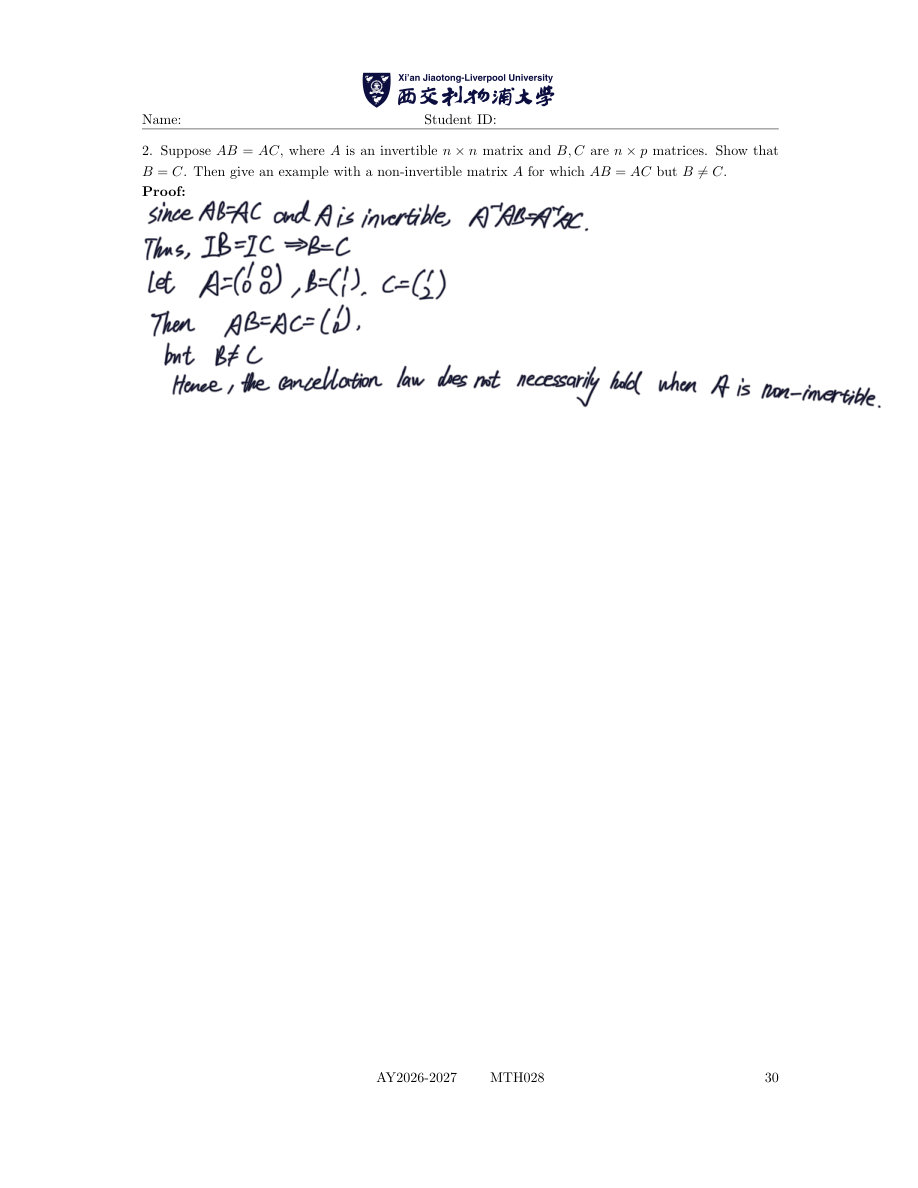 Xi'an Jiaotong-Liverpool University
西交利物浦大學
Name: Student ID:
2. Suppose AB = AC, where A is an invertible n × n matrix and B, C are n × p matrices. Show that
B = C. Then give an example with a non-invertible matrix A for which AB = AC but B ≠ C.
Proof:
since AB=AC and A is invertible, A⁻¹AB=A⁻¹AC.
Thus, IB=IC ⇒B=C
Let A=(1 0 / 0 0), B=(1 / 1). C=(1 / 2)
Then AB=AC=(1 / 0).
but B≠C
Hence, the cancellation law does not necessarily hold when A is non-invertible.
AY2026-2027 MTH028 30